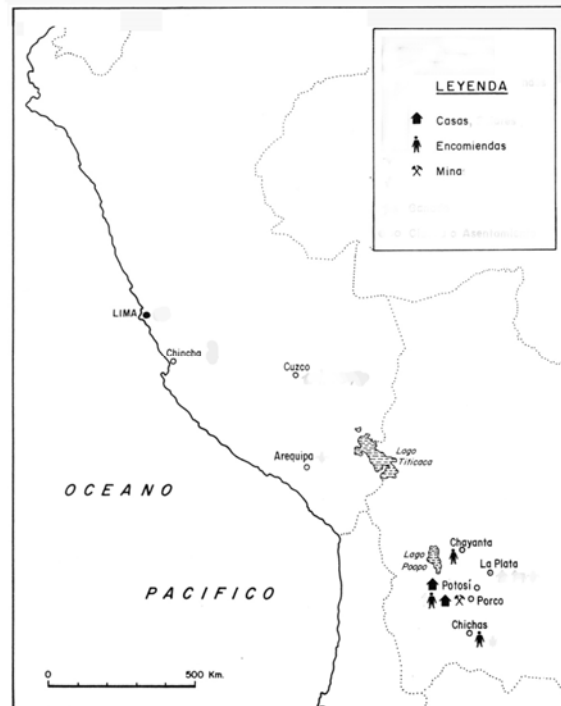 LEYENDA
Casas,
Encomiendas
Mina
LIMA
Chincha
Cuzco
Arequipa
Lago
Titicaca
OCEANO
PACIFICO
Lago
Poopo
Chayanta
La Plata
Potosí
Porco
Chichas
0
500 Km.